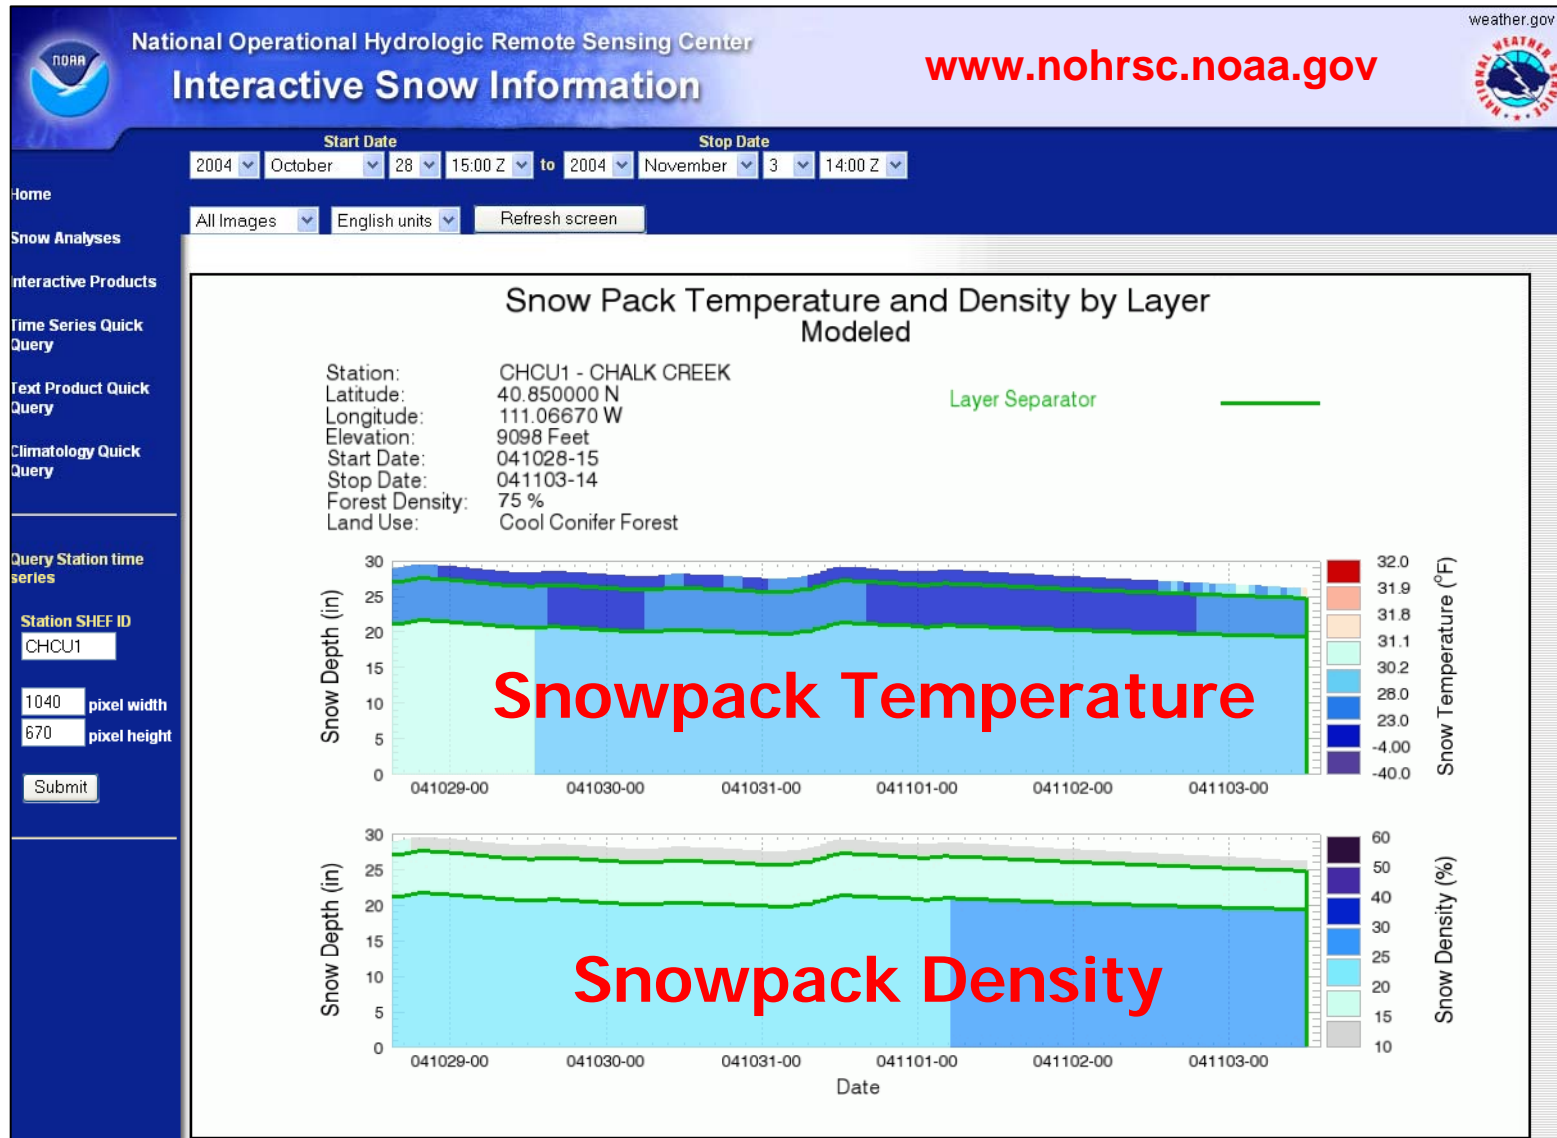 weather.gov
NOAA
National Operational Hydrologic Remote Sensing Center
Interactive Snow Information
www.nohrsc.noaa.gov
NATIONAL WEATHER SERVICE
Start Date
Stop Date
2004 October 28 15:00 Z to 2004 November 3 14:00 Z
All Images English units Refresh screen
Home
Snow Analyses
Interactive Products
Time Series Quick
Query
Text Product Quick
Query
Climatology Quick
Query
Query Station time
series
Station SHEF ID
CHCU1
1040 pixel width
670 pixel height
Submit
Snow Pack Temperature and Density by Layer
Modeled
Station: CHCU1 - CHALK CREEK
Latitude: 40.850000 N
Longitude: 111.06670 W
Elevation: 9098 Feet
Start Date: 041028-15
Stop Date: 041103-14
Forest Density: 75 %
Land Use: Cool Conifer Forest
Layer Separator
Snow Depth (in)
30
25
20
15
10
5
0
Snowpack Temperature
041029-00 041030-00 041031-00 041101-00 041102-00 041103-00
32.0
31.9
31.8
31.1
30.2
28.0
23.0
-4.00
-40.0
Snow Temperature (°F)
Snow Depth (in)
30
25
20
15
10
5
0
Snowpack Density
041029-00 041030-00 041031-00 041101-00 041102-00 041103-00
Date
60
50
40
30
25
20
15
10
Snow Density (%)